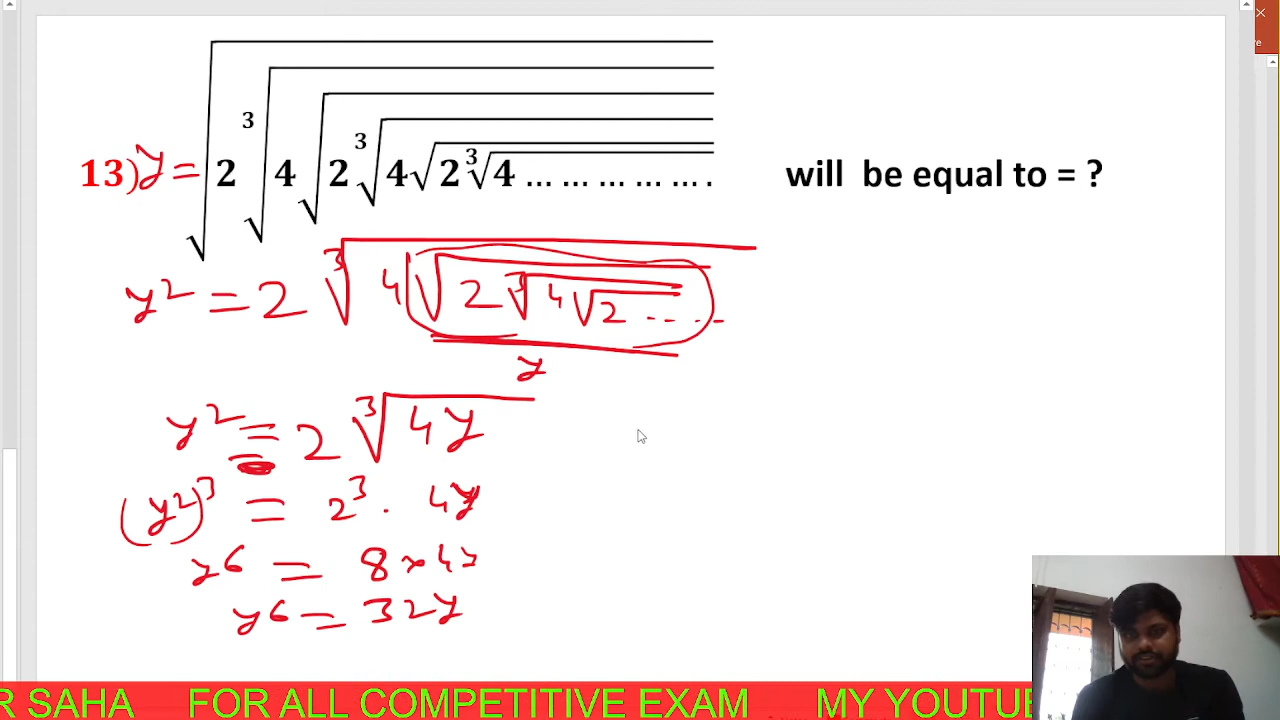 13) y = √2 ∛4 √2 ∛4 √2 ∛4 ... ... ... ... ... . will be equal to = ?
y² = 2 ∛4 √2 ∛4 √2 ....
y
y² = 2 ∛4y
(y²)³ = 2³ . 4y
y6 = 8 × 4y
y6 = 32y
R SAHA FOR ALL COMPETITIVE EXAM MY YOUTUBE